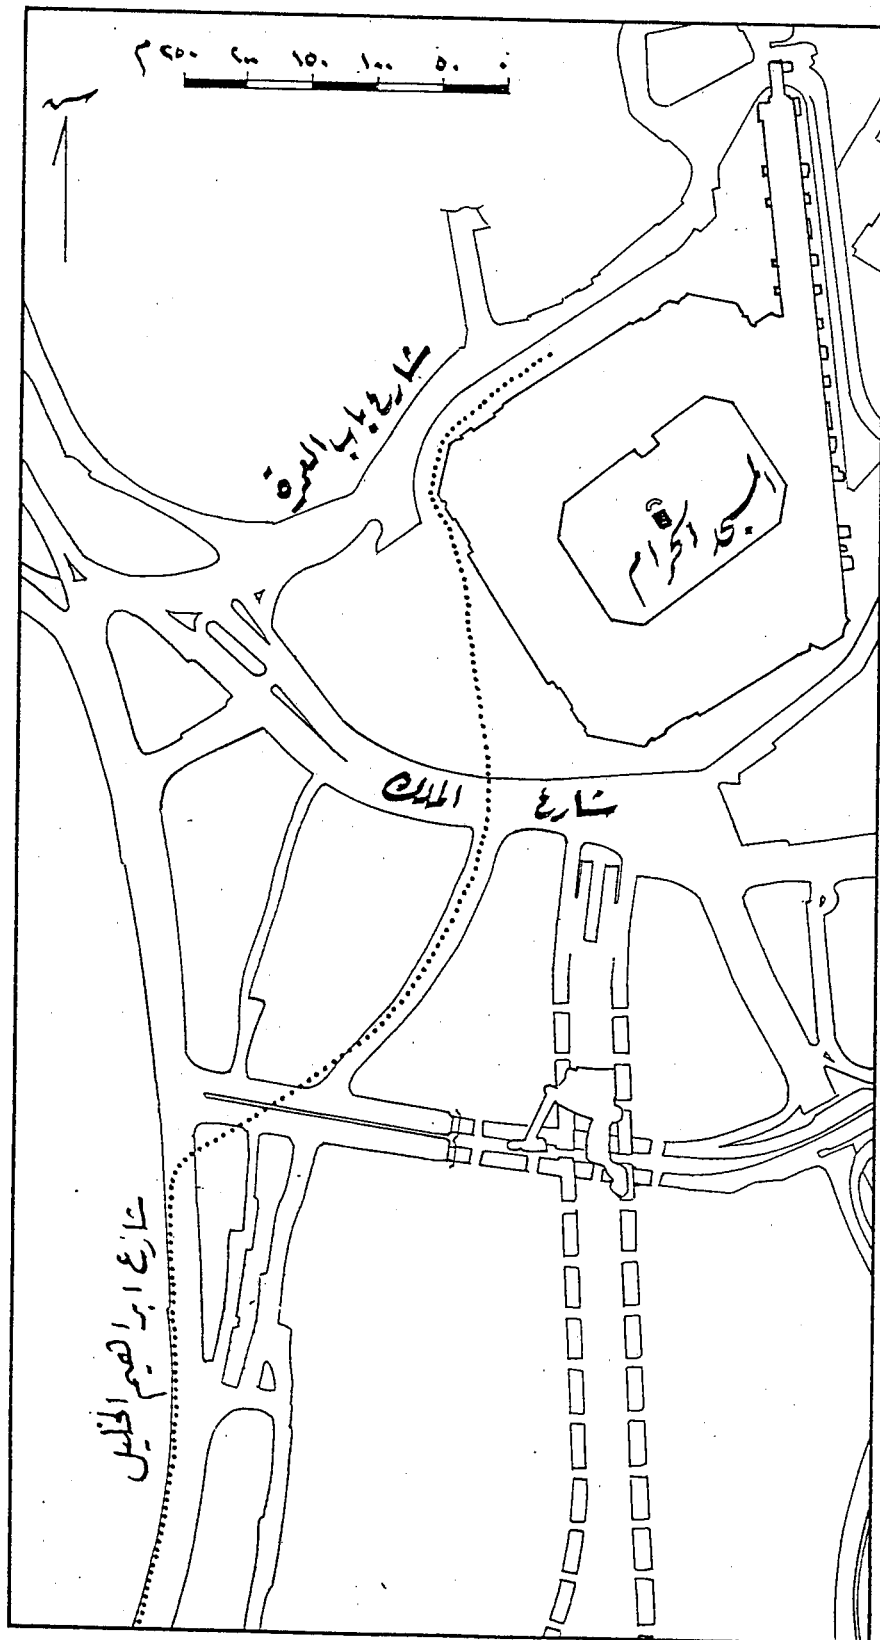 ٠ ٥٠ ١٠٠ ١٥٠ ٢٠٠ ٢٥٠ م
ش
شارع باب العمرة
المسجد الحرام
شارع الملك
شارع ابراهيم الخليل